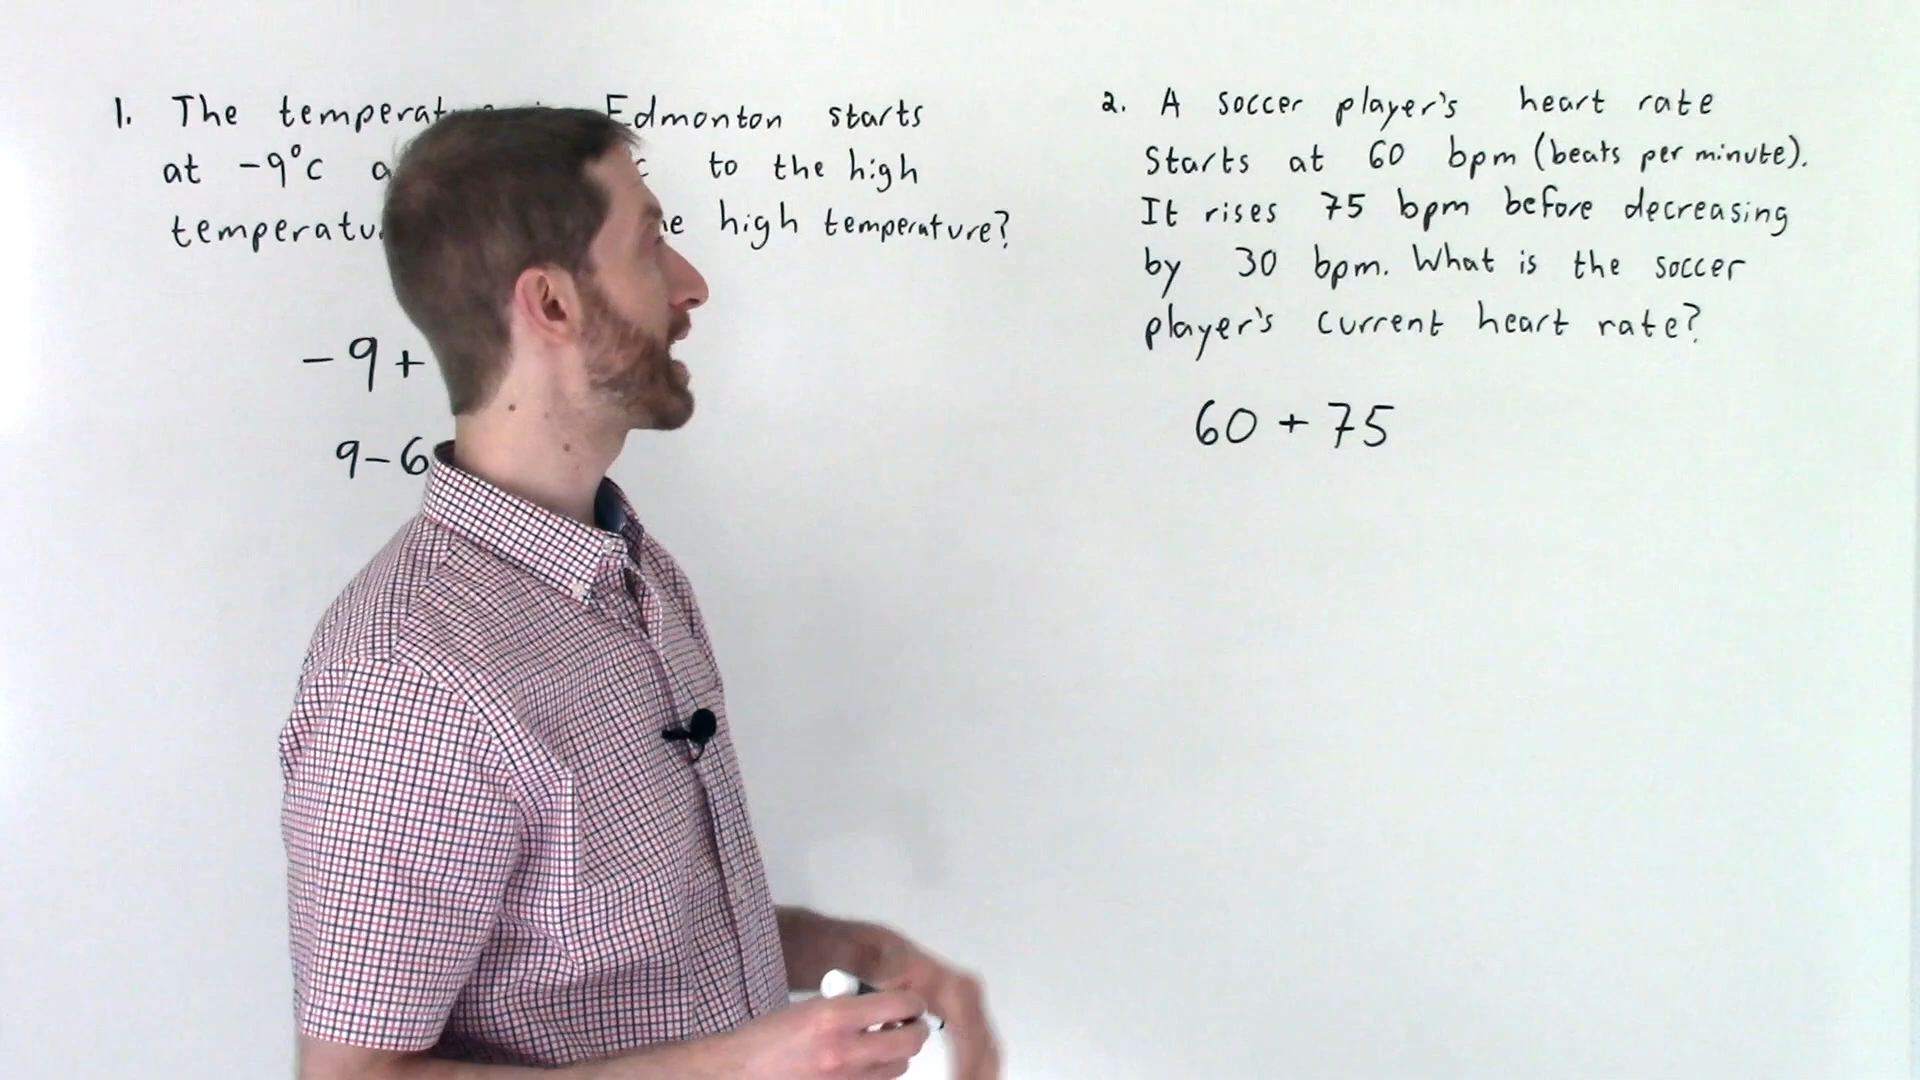 1. The temperat Edmonton starts
at -9°C a c to the high
temperatu he high temperature?
-9+
9-6
2. A soccer player's heart rate
Starts at 60 bpm (beats per minute).
It rises 75 bpm before decreasing
by 30 bpm. What is the soccer
player's current heart rate?
60 + 75